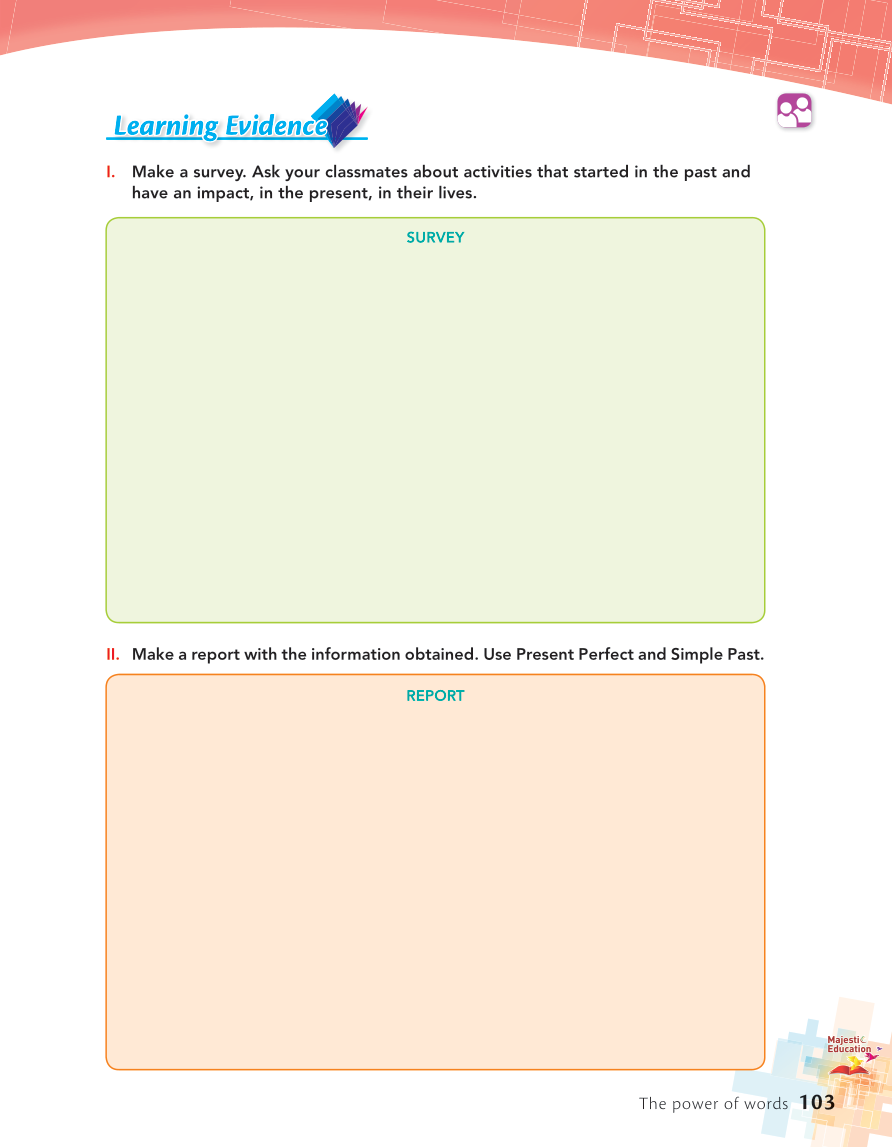 Learning Evidence
I. Make a survey. Ask your classmates about activities that started in the past and
have an impact, in the present, in their lives.
SURVEY
II. Make a report with the information obtained. Use Present Perfect and Simple Past.
REPORT
Majestic
Education
The power of words 103